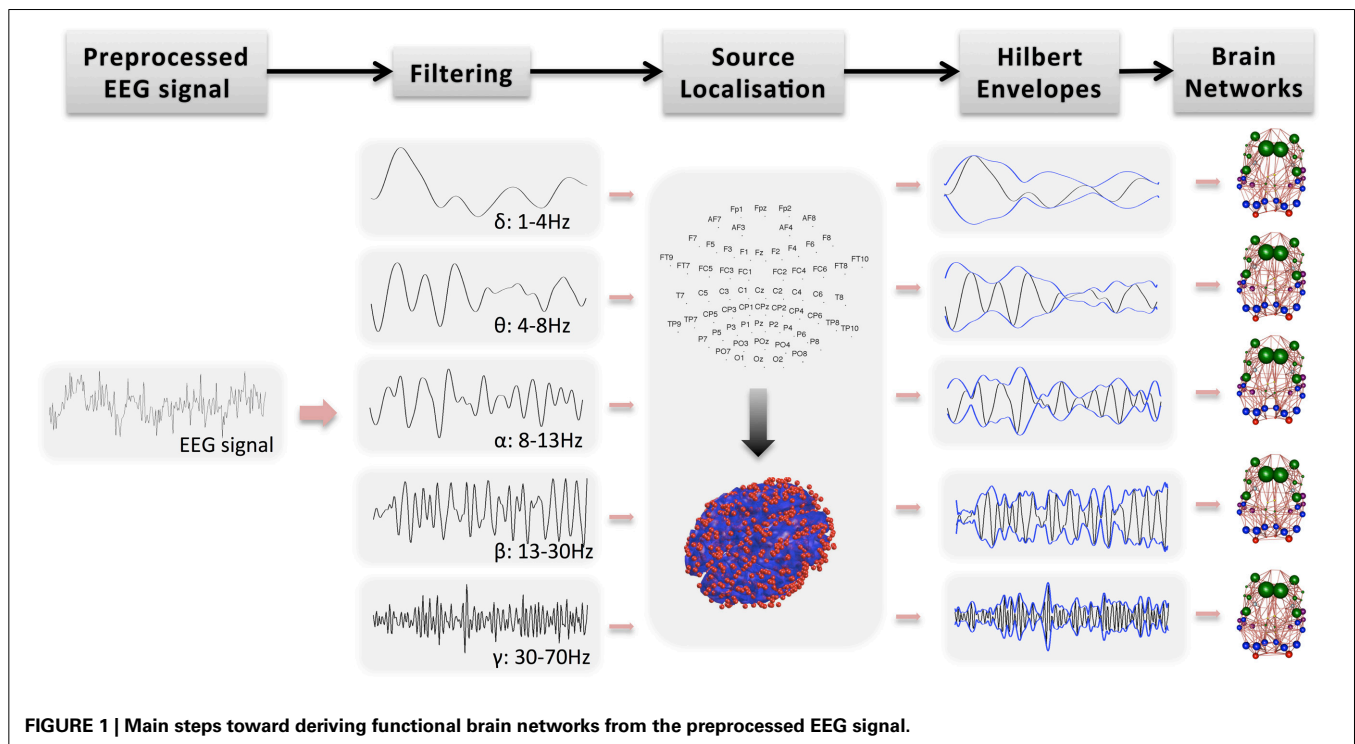 Preprocessed
EEG signal
Filtering
Source
Localisation
Hilbert
Envelopes
Brain
Networks
δ: 1-4Hz
θ: 4-8Hz
EEG signal
α: 8-13Hz
β: 13-30Hz
γ: 30-70Hz
Fp1 Fpz Fp2
AF7 AF8
AF3 AF4
F7 F5 F3 F1 Fz F2 F4 F6 F8
FT9 FT7 FC5 FC3 FC1 FC2 FC4 FC6 FT8 FT10
T7 C5 C3 C1 Cz C2 C4 C6 T8
TP9 TP7 CP5 CP3 CP1 CPz CP2 CP4 CP6 TP8 TP10
P7 P5 P3 P1 Pz P2 P4 P6 P8
PO7 PO3 POz PO4 PO8
O1 Oz O2
FIGURE 1 | Main steps toward deriving functional brain networks from the preprocessed EEG signal.